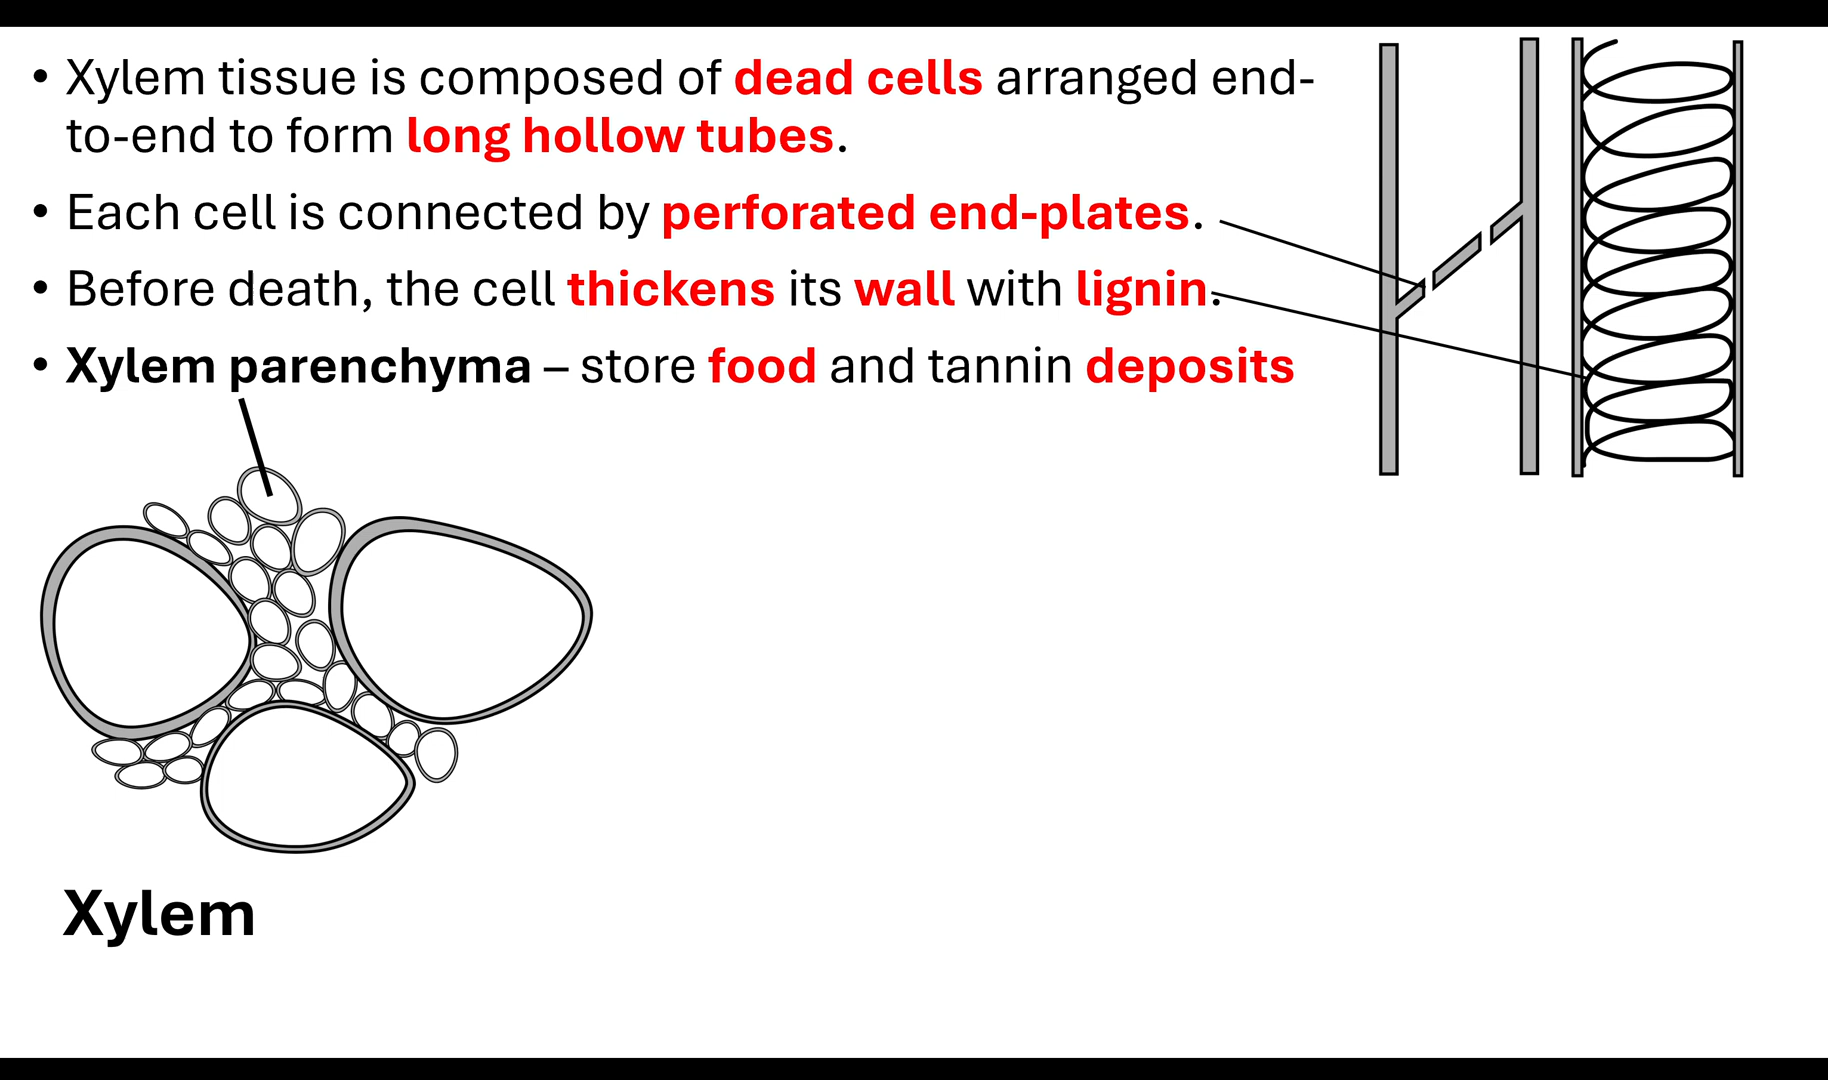 • Xylem tissue is composed of dead cells arranged end-
to-end to form long hollow tubes.
• Each cell is connected by perforated end-plates.
• Before death, the cell thickens its wall with lignin.
• Xylem parenchyma – store food and tannin deposits
Xylem